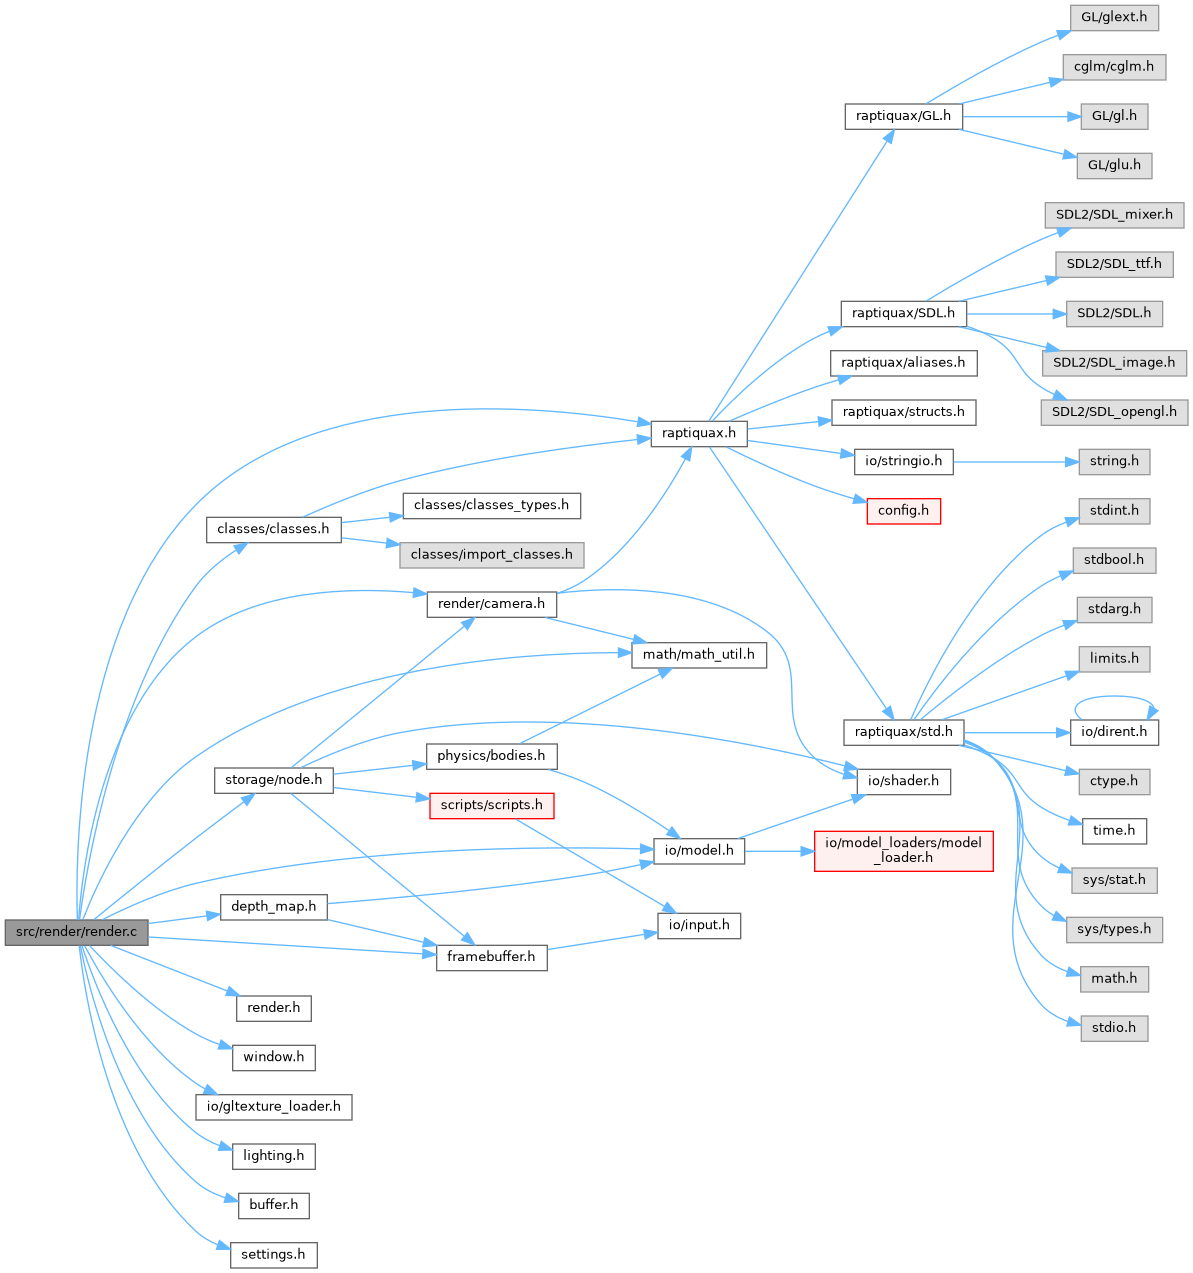 GL/glext.h
cglm/cglm.h
raptiquax/GL.h
GL/gl.h
GL/glu.h
SDL2/SDL_mixer.h
SDL2/SDL_ttf.h
raptiquax/SDL.h
SDL2/SDL.h
raptiquax/aliases.h
SDL2/SDL_image.h
raptiquax/structs.h
SDL2/SDL_opengl.h
raptiquax.h
io/stringio.h
string.h
classes/classes_types.h
config.h
stdint.h
classes/classes.h
classes/import_classes.h
stdbool.h
render/camera.h
stdarg.h
math/math_util.h
limits.h
raptiquax/std.h
io/dirent.h
physics/bodies.h
storage/node.h
io/shader.h
ctype.h
scripts/scripts.h
time.h
io/model.h
io/model_loaders/model
_loader.h
sys/stat.h
depth_map.h
io/input.h
sys/types.h
src/render/render.c
framebuffer.h
math.h
render.h
stdio.h
window.h
io/gltexture_loader.h
lighting.h
buffer.h
settings.h